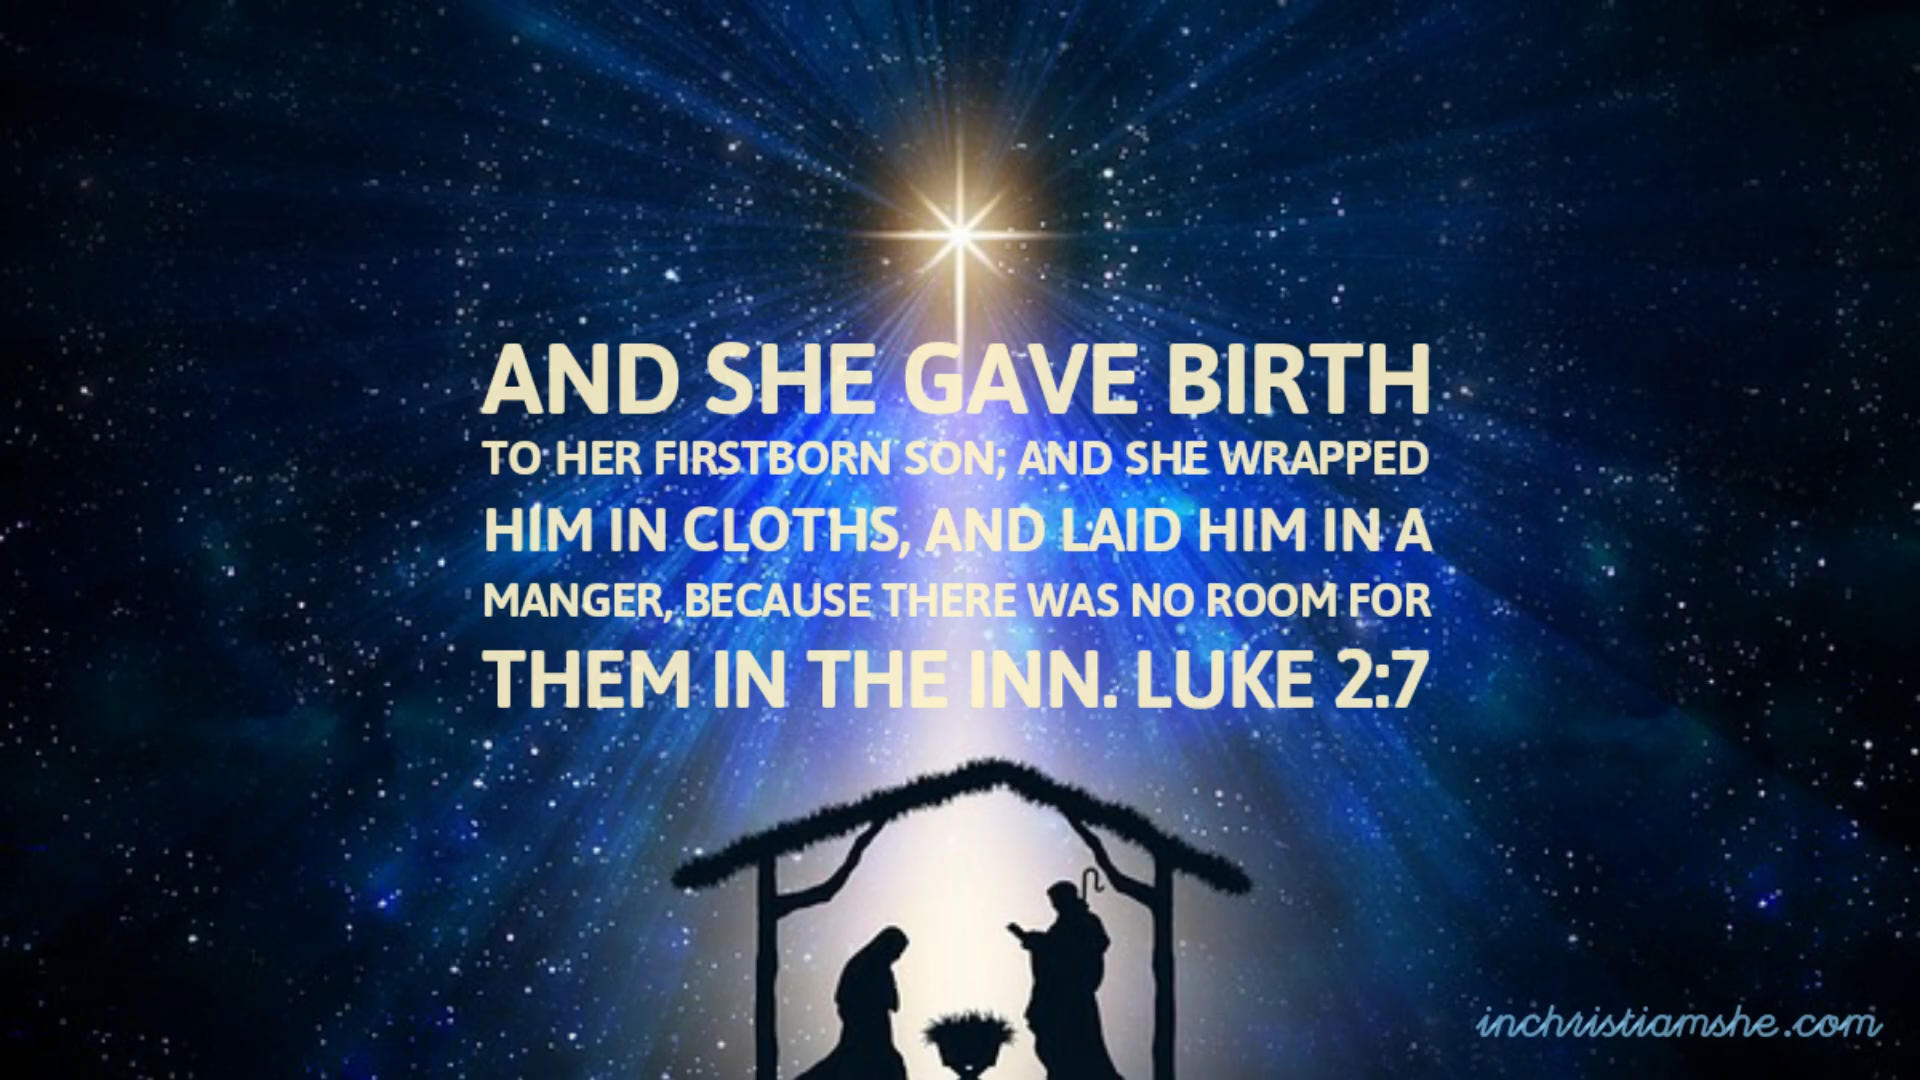 AND SHE GAVE BIRTH
TO HER FIRSTBORN SON; AND SHE WRAPPED
HIM IN CLOTHS, AND LAID HIM IN A
MANGER, BECAUSE THERE WAS NO ROOM FOR
THEM IN THE INN. LUKE 2:7
inchristiamshe.com